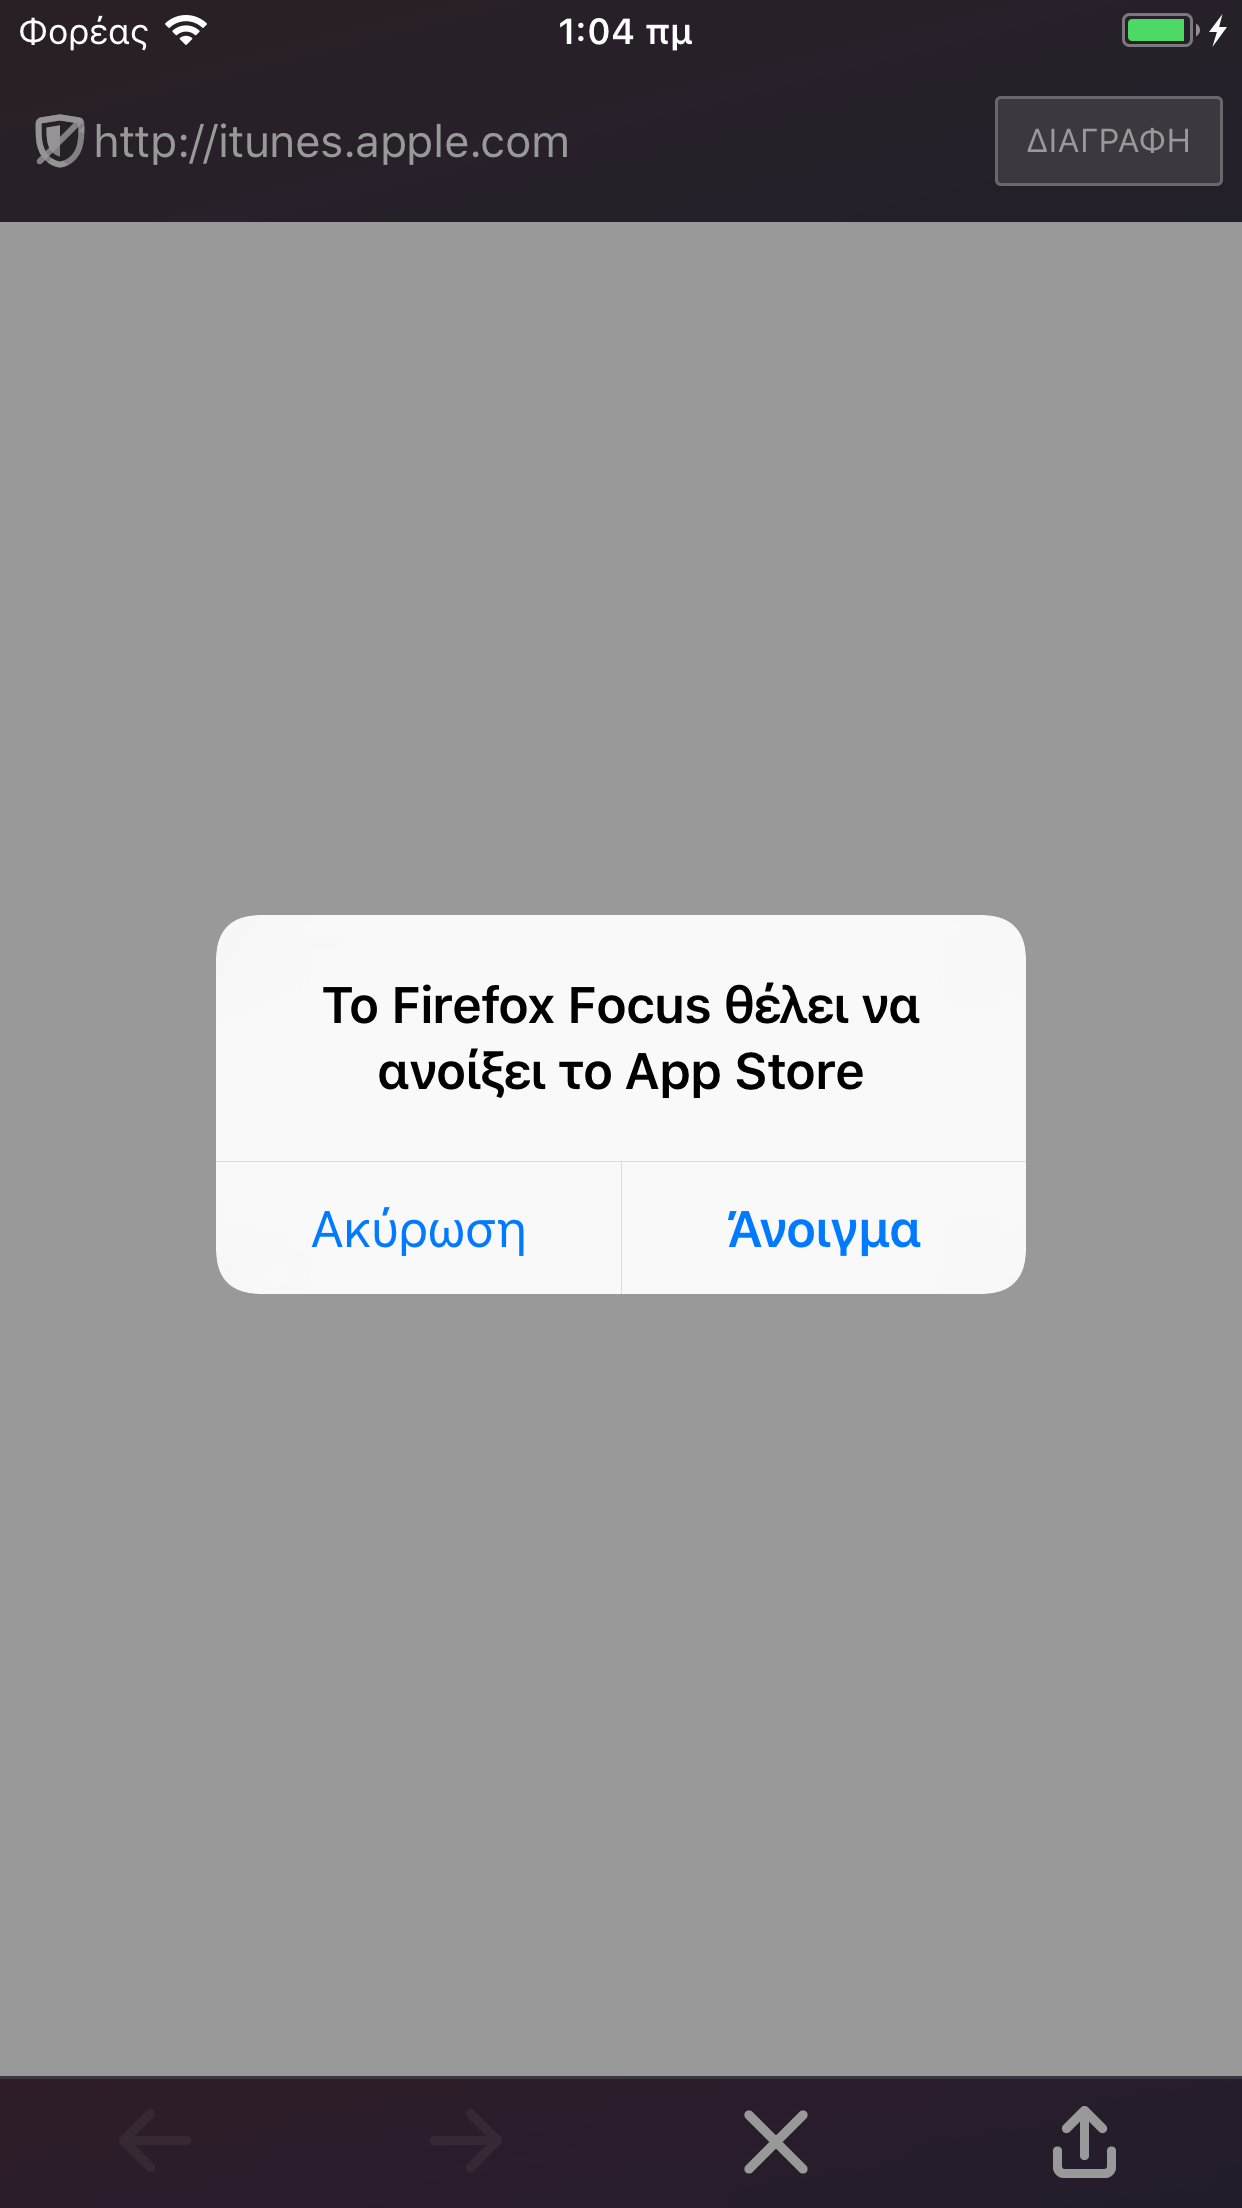 Φορέας
1:04 πμ
http://itunes.apple.com
ΔΙΑΓΡΑΦΗ
Το Firefox Focus θέλει να
ανοίξει το App Store
Ακύρωση
Άνοιγμα